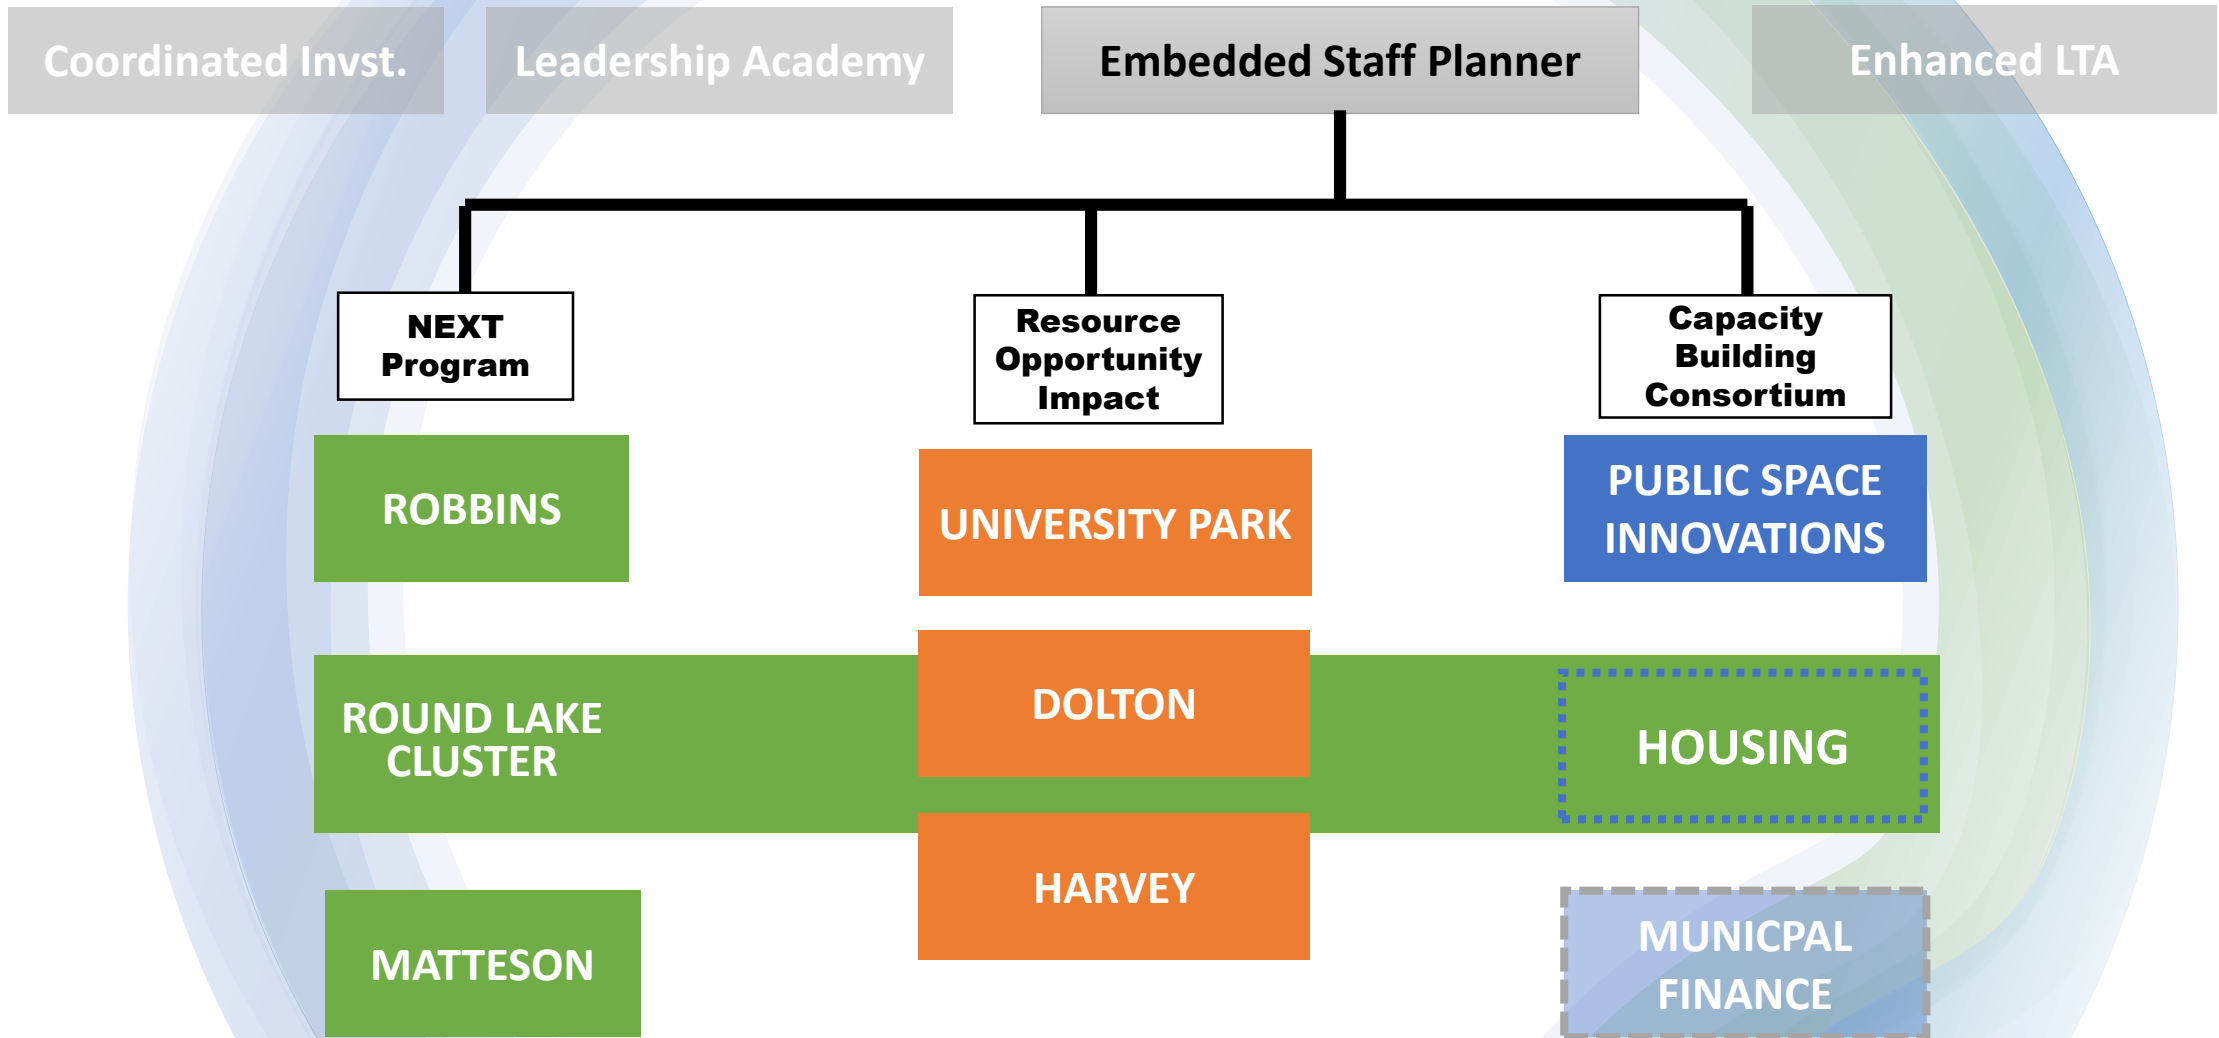 Coordinated Invst.
Leadership Academy
Embedded Staff Planner
Enhanced LTA
NEXT
Program
Resource
Opportunity
Impact
Capacity
Building
Consortium
ROBBINS
UNIVERSITY PARK
PUBLIC SPACE
INNOVATIONS
ROUND LAKE
CLUSTER
DOLTON
HOUSING
HARVEY
MATTESON
MUNICPAL
FINANCE